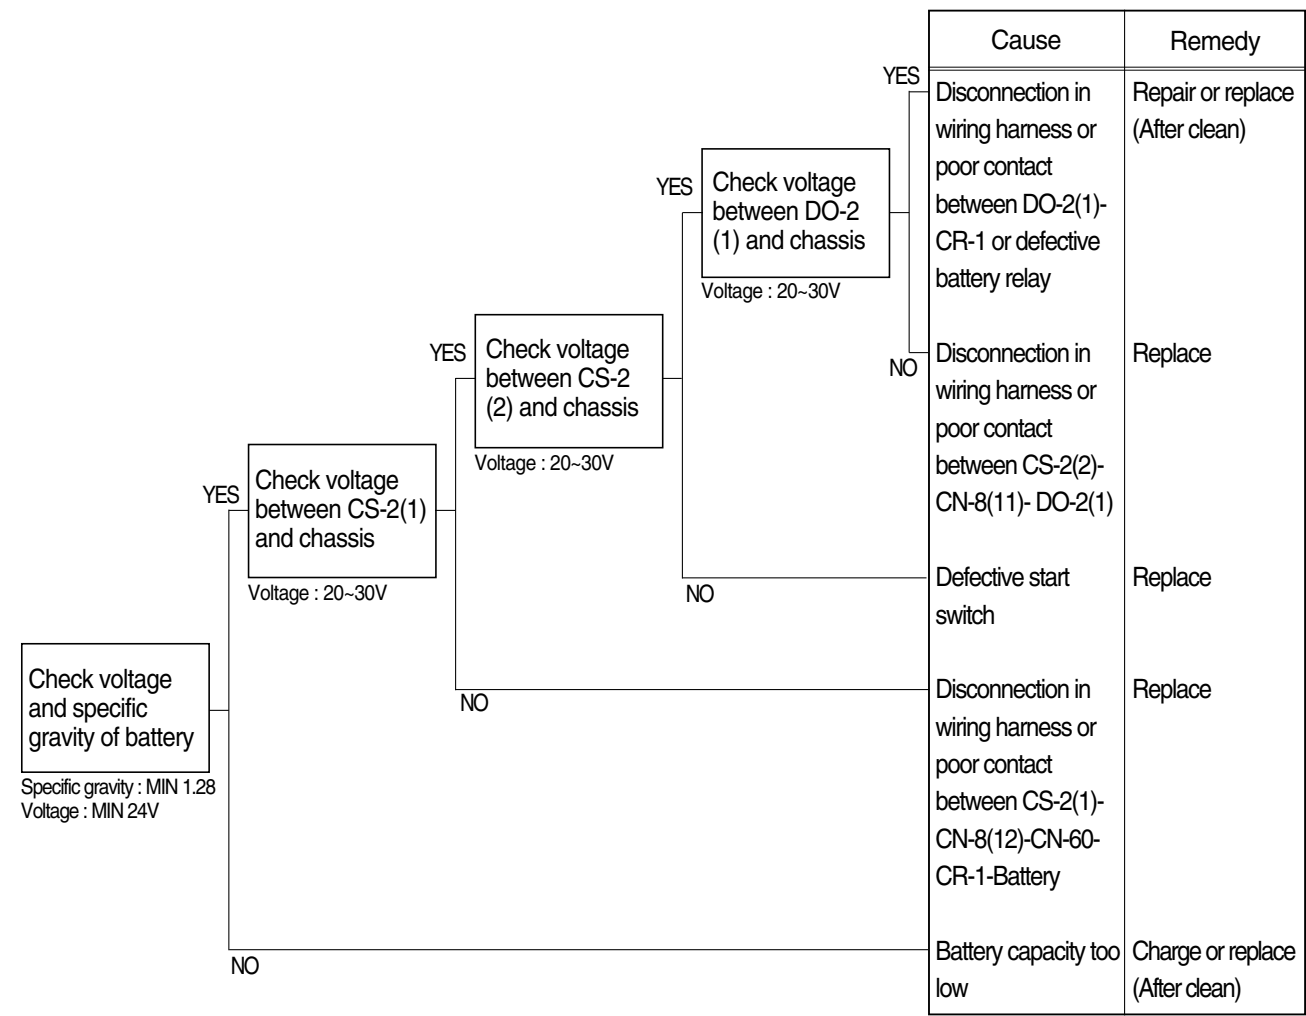 Cause
Remedy
YES
Disconnection in
wiring harness or
poor contact
between DO-2(1)-
CR-1 or defective
battery relay
Repair or replace
(After clean)
YES
Check voltage
between DO-2
(1) and chassis
Voltage : 20~30V
NO
Disconnection in
wiring harness or
poor contact
between CS-2(2)-
CN-8(11)- DO-2(1)
Replace
YES
Check voltage
between CS-2
(2) and chassis
Voltage : 20~30V
NO
Defective start
switch
Replace
YES
Check voltage
between CS-2(1)
and chassis
Voltage : 20~30V
NO
Disconnection in
wiring harness or
poor contact
between CS-2(1)-
CN-8(12)-CN-60-
CR-1-Battery
Replace
Check voltage
and specific
gravity of battery
Specific gravity : MIN 1.28
Voltage : MIN 24V
NO
Battery capacity too
low
Charge or replace
(After clean)